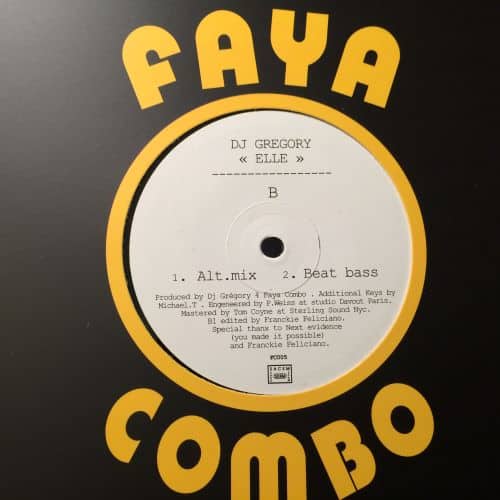 FAYA
DJ GREGORY
« ELLE »
-----------------
B
1. Alt.mix 2. Beat bass
Produced by Dj Grégory 4 Faya Combo . Additional Keys by
Michael.T . Engeneered by P.Weiss at studio Davout Paris.
Mastered by Tom Coyne at Sterling Sound Nyc.
B1 edited by Franckie Feliciano.
Special thanx to Next evidence
(you made it possible)
and Franckie Feliciano.
FC005
SACEM
COMBO